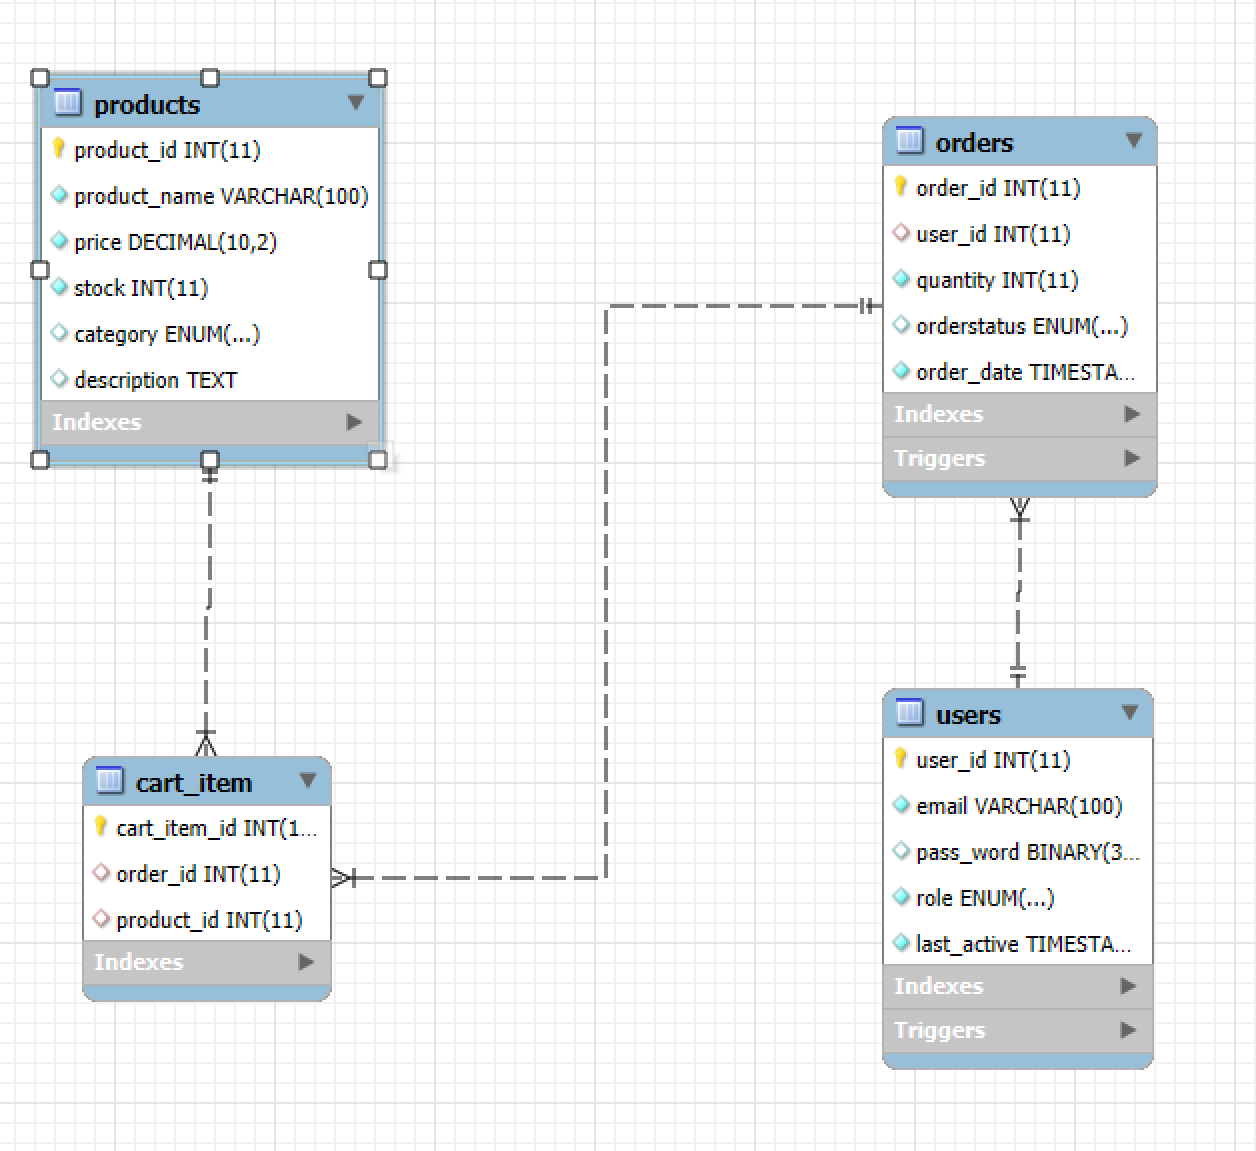 products
product_id INT(11)
product_name VARCHAR(100)
price DECIMAL(10,2)
stock INT(11)
category ENUM(...)
description TEXT
Indexes
orders
order_id INT(11)
user_id INT(11)
quantity INT(11)
orderstatus ENUM(...)
order_date TIMESTA...
Indexes
Triggers
cart_item
cart_item_id INT(1...
order_id INT(11)
product_id INT(11)
Indexes
users
user_id INT(11)
email VARCHAR(100)
pass_word BINARY(3...
role ENUM(...)
last_active TIMESTA...
Indexes
Triggers